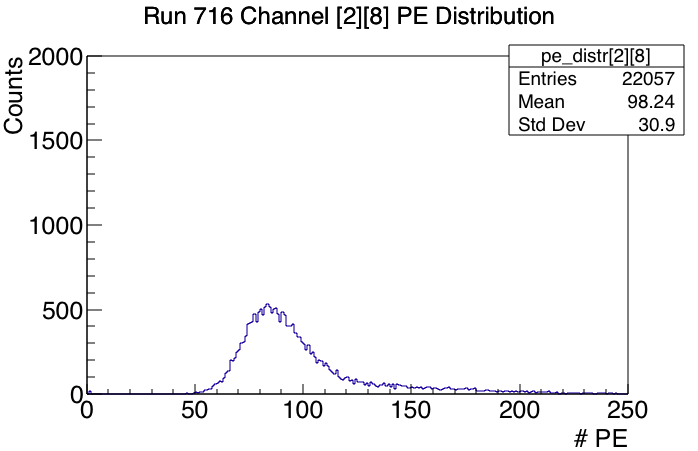 Run 716 Channel [2][8] PE Distribution
pe_distr[2][8]
Entries 22057
Mean 98.24
Std Dev 30.9
Counts
2000
1500
1000
500
0
0 50 100 150 200 250
# PE